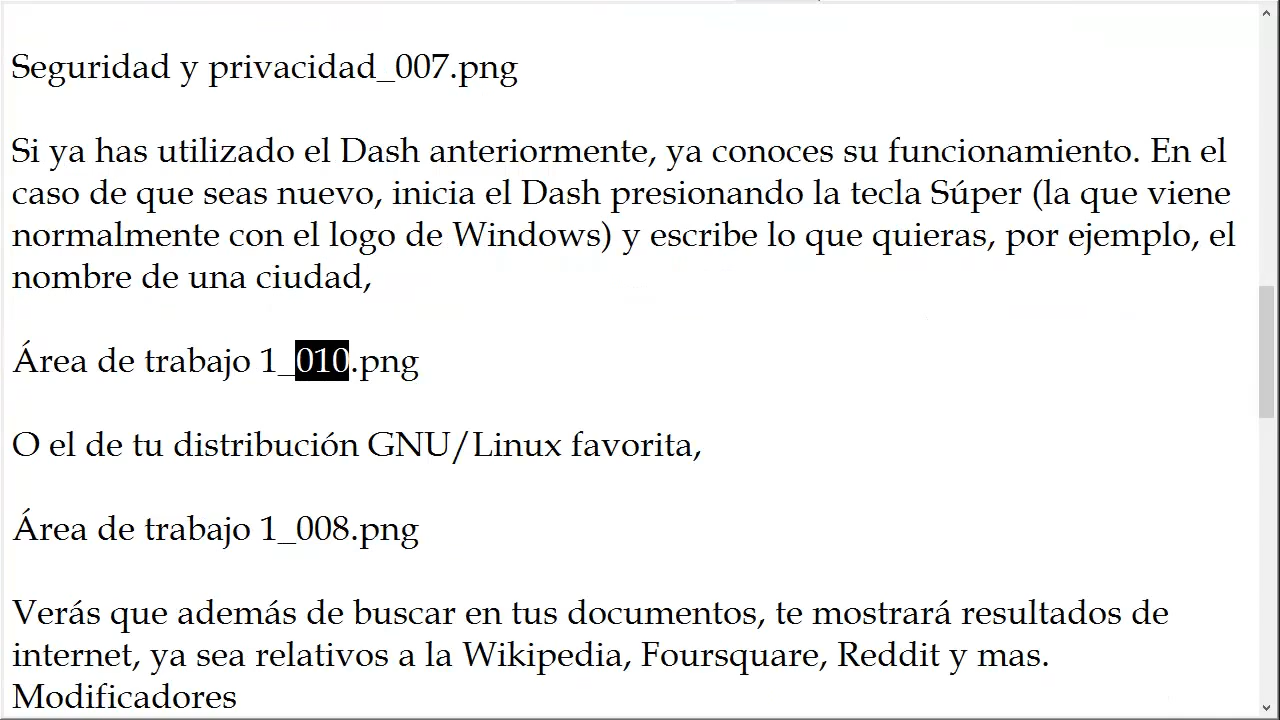 Seguridad y privacidad_007.png
Si ya has utilizado el Dash anteriormente, ya conoces su funcionamiento. En el
caso de que seas nuevo, inicia el Dash presionando la tecla Súper (la que viene
normalmente con el logo de Windows) y escribe lo que quieras, por ejemplo, el
nombre de una ciudad,
Área de trabajo 1_010.png
O el de tu distribución GNU/Linux favorita,
Área de trabajo 1_008.png
Verás que además de buscar en tus documentos, te mostrará resultados de
internet, ya sea relativos a la Wikipedia, Foursquare, Reddit y mas.
Modificadores